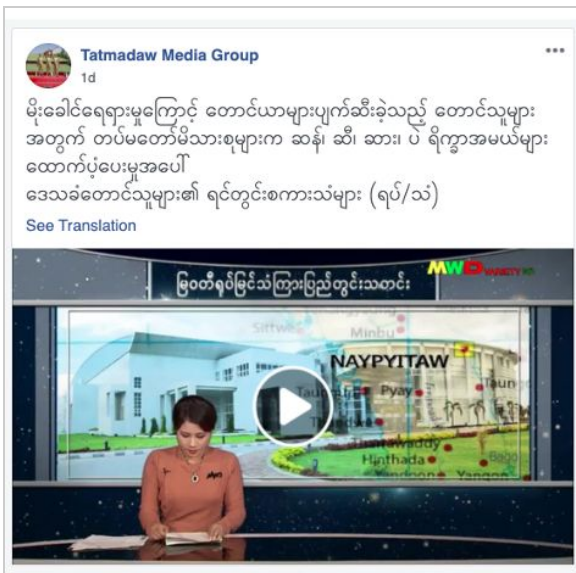 Tatmadaw Media Group
1d
မိုးခေါင်ရေရှားမှုကြောင့် တောင်ယာများပျက်ဆီးခဲ့သည့် တောင်သူများ
အတွက် တပ်မတော်မိသားစုများက ဆန်၊ ဆီ၊ ဆား၊ ပဲ ရိက္ခာအမယ်များ
ထောက်ပံ့ပေးမှုအပေါ်
ဒေသခံတောင်သူများ၏ ရင်တွင်းစကားသံများ (ရုပ်/သံ)
See Translation
MWD VARIETY HD
မြဝတီရုပ်မြင်သံကြားပြည်တွင်းသတင်း
Sittwe
Minbu
NAYPYITAW
Pyay
Hinthada
Bago
Yangon